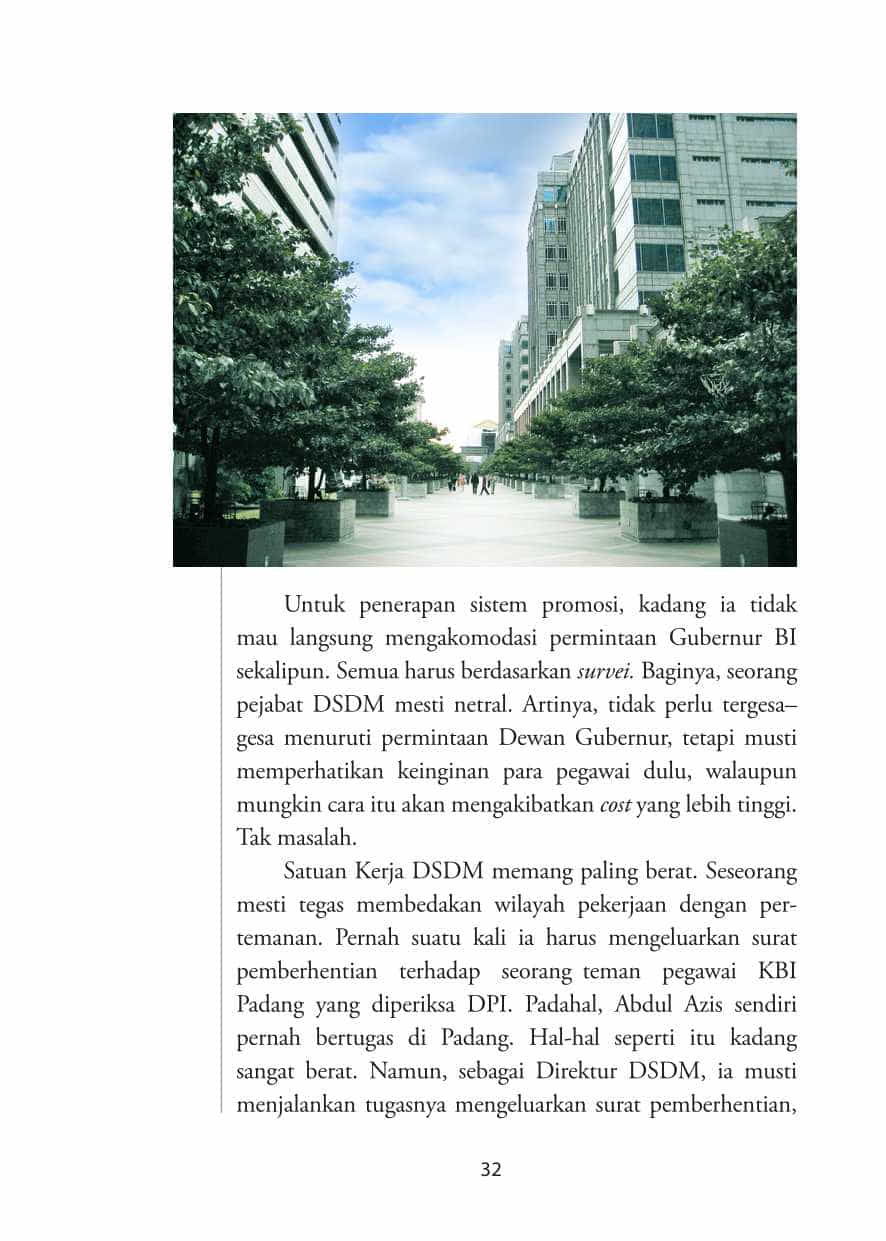 Untuk penerapan sistem promosi, kadang ia tidak
mau langsung mengakomodasi permintaan Gubernur BI
sekalipun. Semua harus berdasarkan survei. Baginya, seorang
pejabat DSDM mesti netral. Artinya, tidak perlu tergesa–
gesa menuruti permintaan Dewan Gubernur, tetapi musti
memperhatikan keinginan para pegawai dulu, walaupun
mungkin cara itu akan mengakibatkan cost yang lebih tinggi.
Tak masalah.
Satuan Kerja DSDM memang paling berat. Seseorang
mesti tegas membedakan wilayah pekerjaan dengan per-
temanan. Pernah suatu kali ia harus mengeluarkan surat
pemberhentian terhadap seorang teman pegawai KBI
Padang yang diperiksa DPI. Padahal, Abdul Azis sendiri
pernah bertugas di Padang. Hal-hal seperti itu kadang
sangat berat. Namun, sebagai Direktur DSDM, ia musti
menjalankan tugasnya mengeluarkan surat pemberhentian,
32